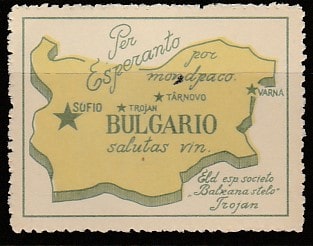 Per
Esperanto por
mondpaco.
VARNA
SOFIO
TĂRNOVO
TROJAN
BULGARIO
salutas vin.
Eld. esp. societo
„Balkana stelo"
Trojan